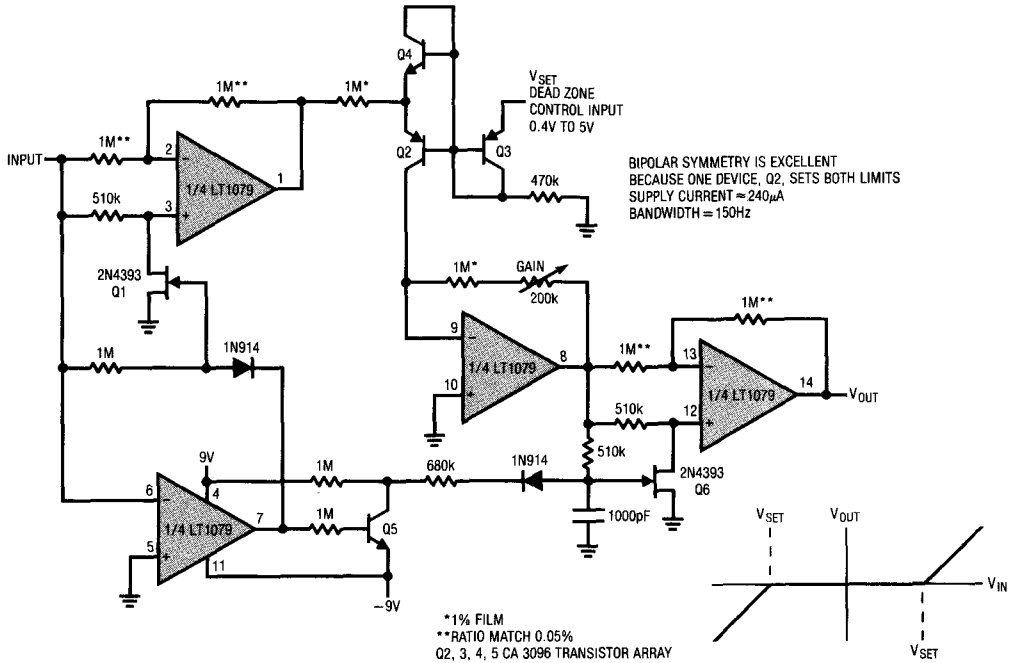 Q4
1M**
1M*
VSET
DEAD ZONE
CONTROL INPUT
0.4V TO 5V
INPUT
1M**
2
1/4 LT1079
1
Q2
Q3
BIPOLAR SYMMETRY IS EXCELLENT
BECAUSE ONE DEVICE, Q2, SETS BOTH LIMITS
SUPPLY CURRENT ≈ 240µA
BANDWIDTH = 150Hz
510k
3
470k
2N4393
Q1
1M*
GAIN
200k
1M**
1M
1N914
9
1/4 LT1079
8
10
1M**
13
1/4 LT1079
14
VOUT
510k
12
9V
1M
680k
1N914
510k
2N4393
Q6
6
4
1/4 LT1079
7
1M
Q5
1000pF
5
11
–9V
VSET
VOUT
VIN
VSET
*1% FILM
**RATIO MATCH 0.05%
Q2, 3, 4, 5 CA 3096 TRANSISTOR ARRAY